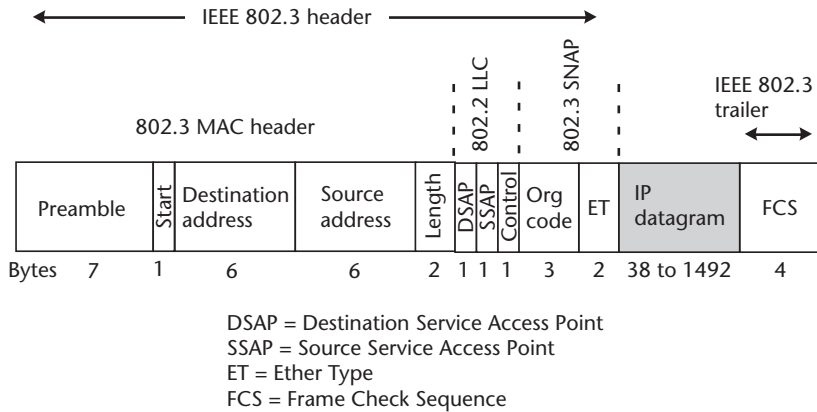 IEEE 802.3 header
802.2 LLC
802.3 SNAP
IEEE 802.3
trailer
802.3 MAC header
Preamble
Start
Destination
address
Source
address
Length
DSAP
SSAP
Control
Org
code
ET
IP
datagram
FCS
Bytes 7 1 6 6 2 1 1 1 3 2 38 to 1492 4
DSAP = Destination Service Access Point
SSAP = Source Service Access Point
ET = Ether Type
FCS = Frame Check Sequence